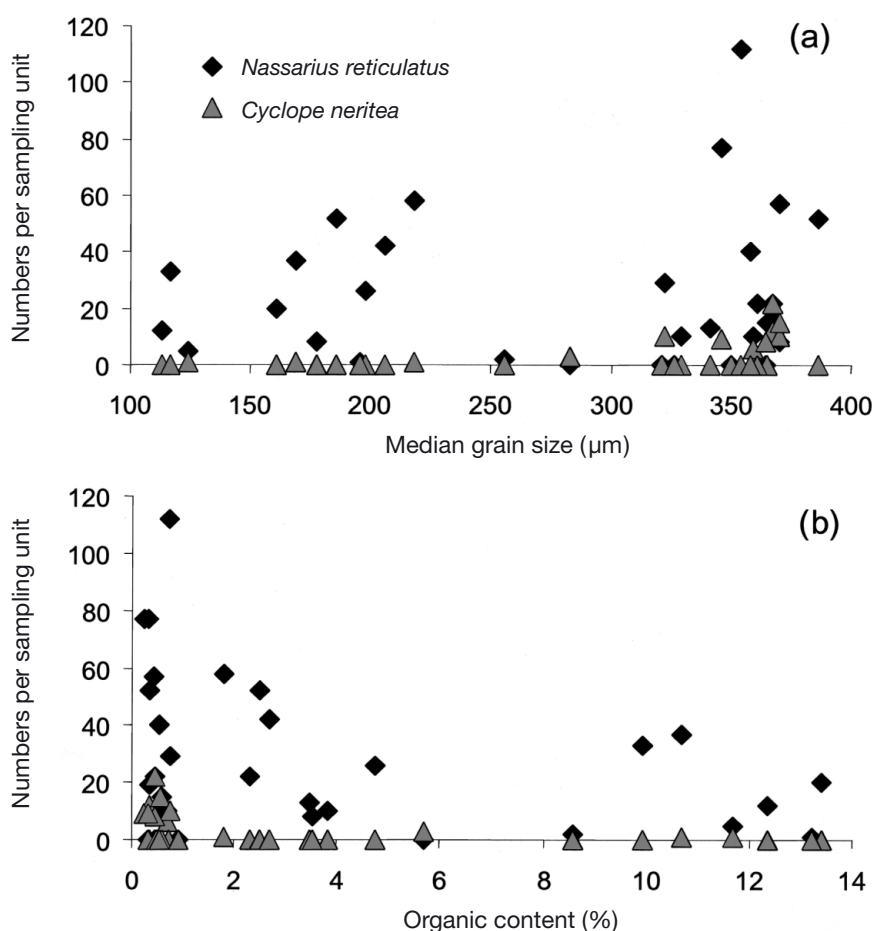 120
(a)
Nassarius reticulatus
100
Cyclope neritea
80
60
40
20
0
Numbers per sampling unit
100 150 200 250 300 350 400
Median grain size (µm)
120
(b)
100
80
60
40
20
0
Numbers per sampling unit
0 2 4 6 8 10 12 14
Organic content (%)